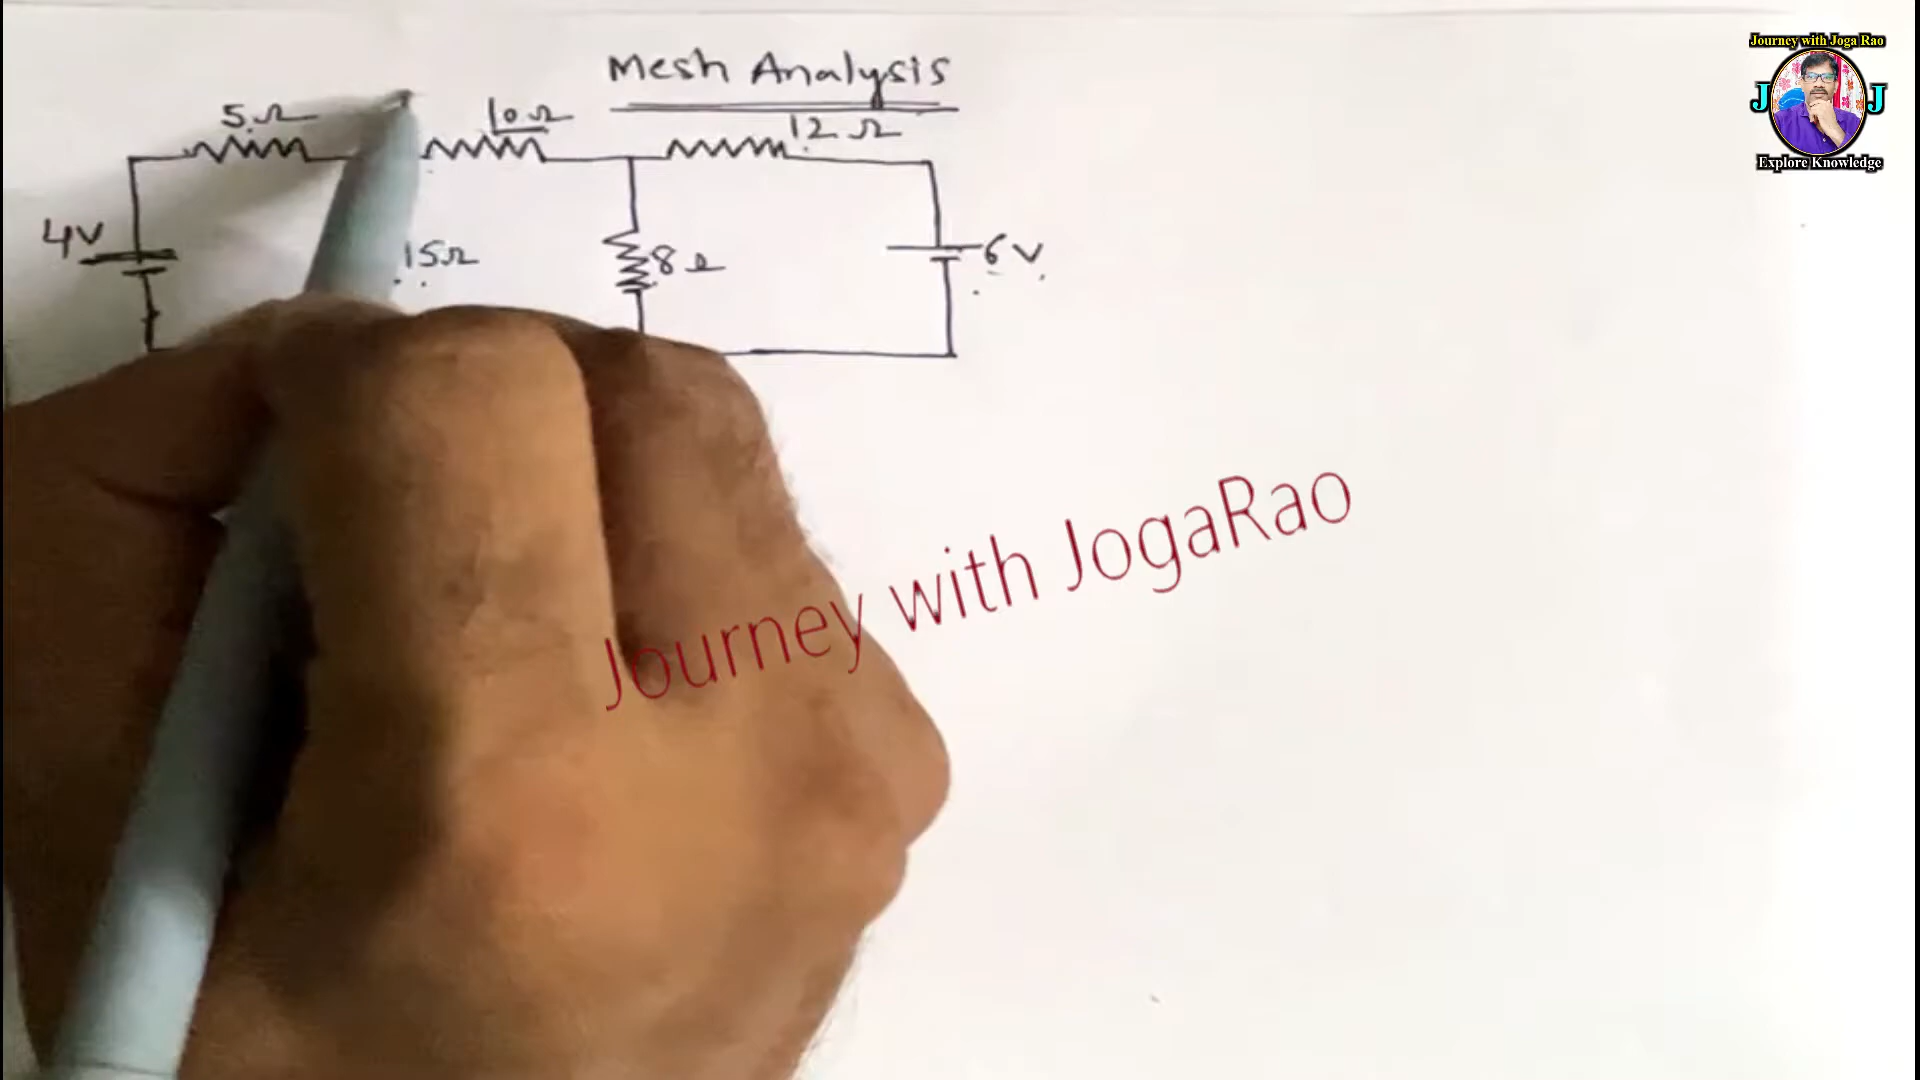 Mesh Analysis
5Ω
10Ω
12Ω
4V
15Ω
8Ω
6V
Journey with JogaRao
Journey with Joga Rao
J J
Explore Knowledge